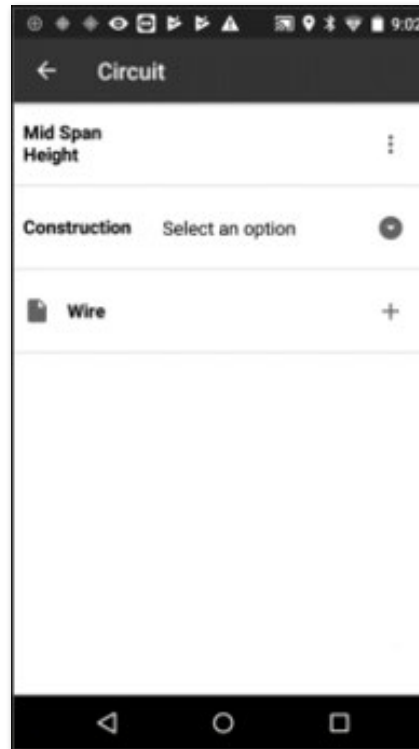 9:02
Circuit
Mid Span
Height
Construction Select an option
Wire